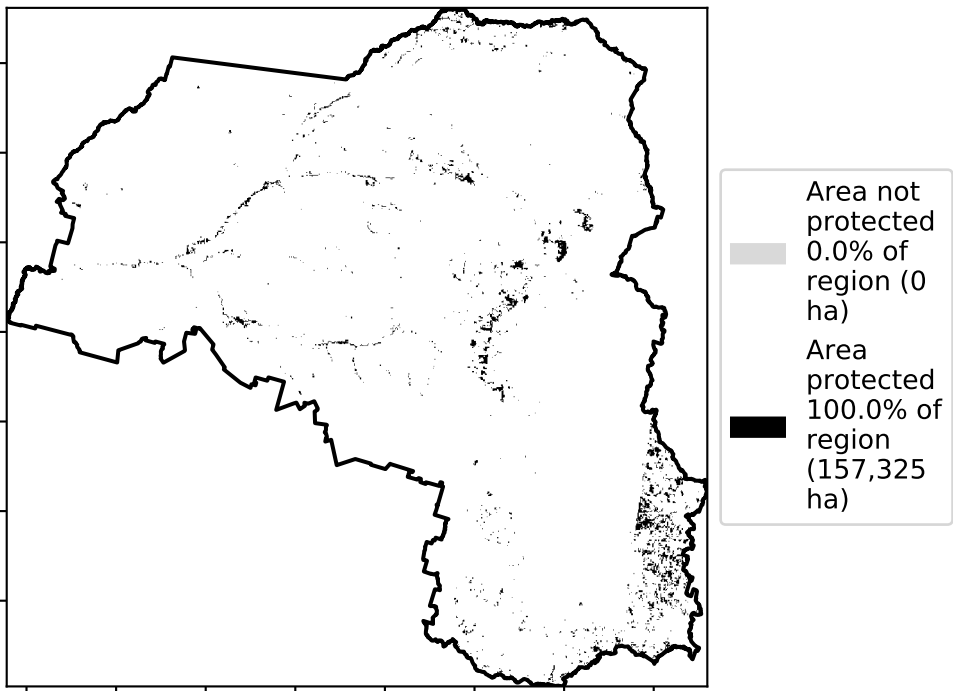 Area not
protected
0.0% of
region (0
ha)
Area
protected
100.0% of
region
(157,325
ha)